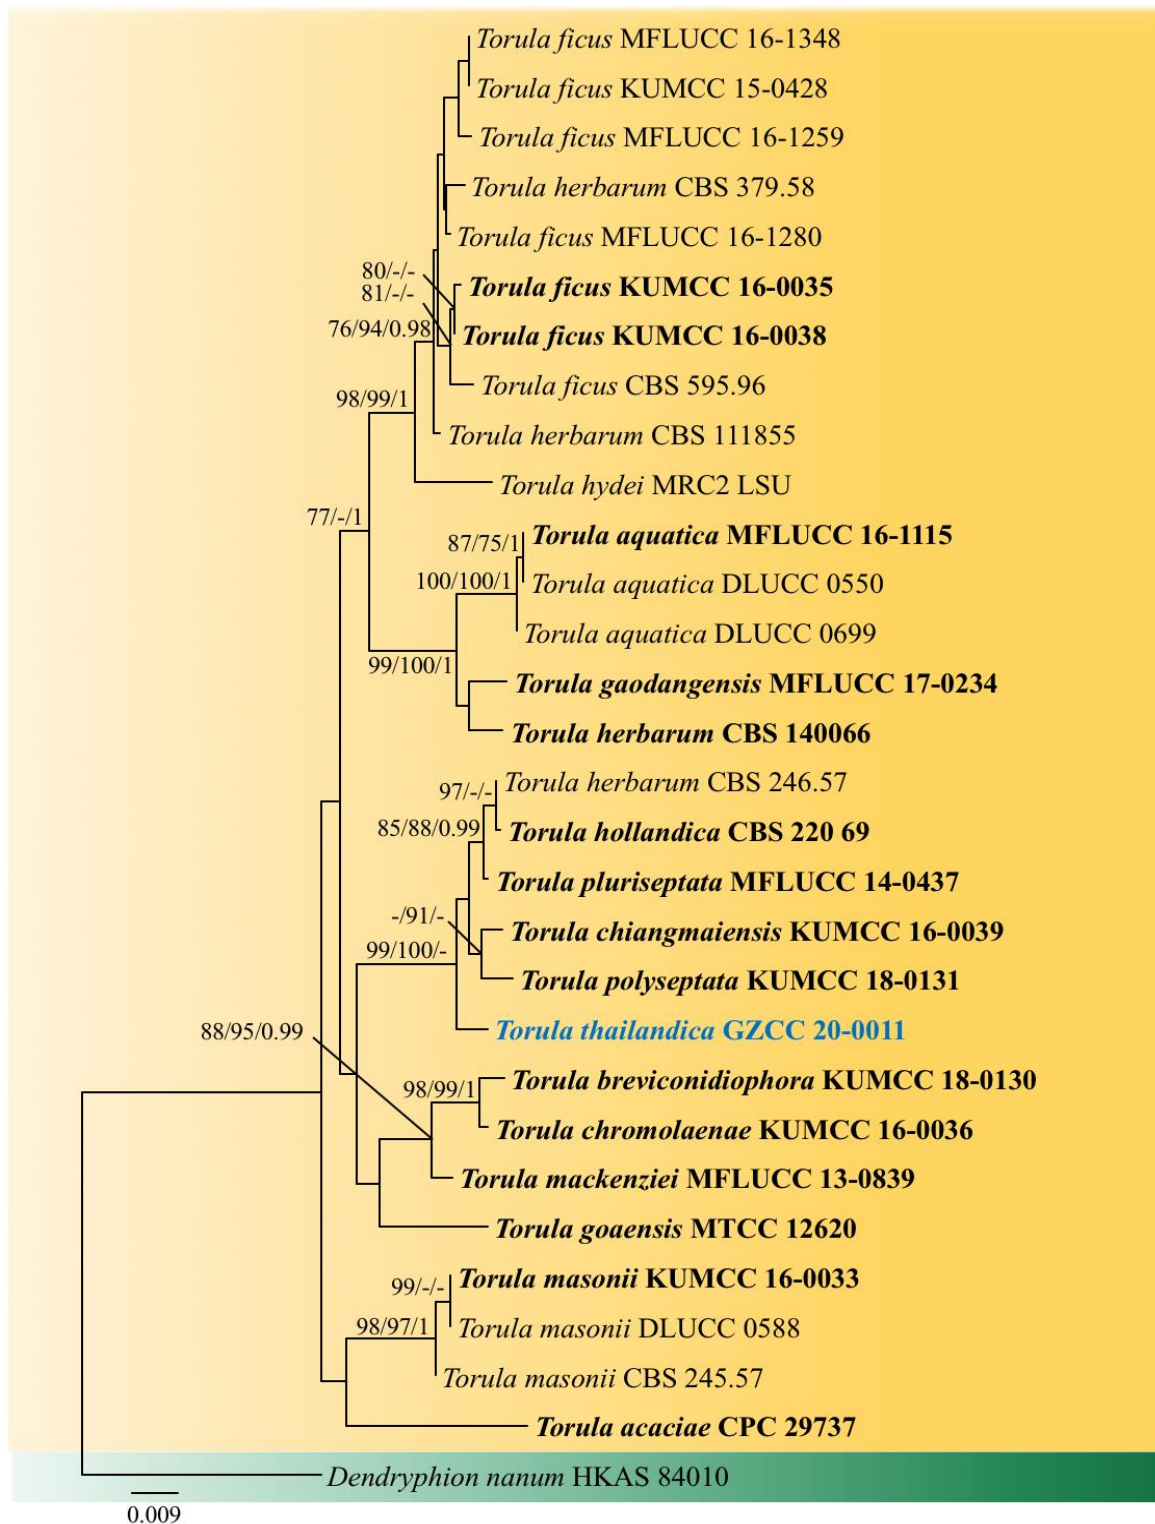 Torula ficus MFLUCC 16-1348
Torula ficus KUMCC 15-0428
Torula ficus MFLUCC 16-1259
Torula herbarum CBS 379.58
Torula ficus MFLUCC 16-1280
80/-/-
Torula ficus KUMCC 16-0035
81/-/-
76/94/0.98
Torula ficus KUMCC 16-0038
Torula ficus CBS 595.96
98/99/1
Torula herbarum CBS 111855
Torula hydei MRC2 LSU
77/-/1
Torula aquatica MFLUCC 16-1115
87/75/1
100/100/1
Torula aquatica DLUCC 0550
Torula aquatica DLUCC 0699
99/100/1
Torula gaodangensis MFLUCC 17-0234
Torula herbarum CBS 140066
Torula herbarum CBS 246.57
97/-/-
85/88/0.99
Torula hollandica CBS 220 69
Torula pluriseptata MFLUCC 14-0437
-/91/-
Torula chiangmaiensis KUMCC 16-0039
99/100/-
Torula polyseptata KUMCC 18-0131
88/95/0.99
Torula thailandica GZCC 20-0011
Torula breviconidiophora KUMCC 18-0130
98/99/1
Torula chromolaenae KUMCC 16-0036
Torula mackenziei MFLUCC 13-0839
Torula goaensis MTCC 12620
Torula masonii KUMCC 16-0033
99/-/-
98/97/1
Torula masonii DLUCC 0588
Torula masonii CBS 245.57
Torula acaciae CPC 29737
Dendryphion nanum HKAS 84010
0.009